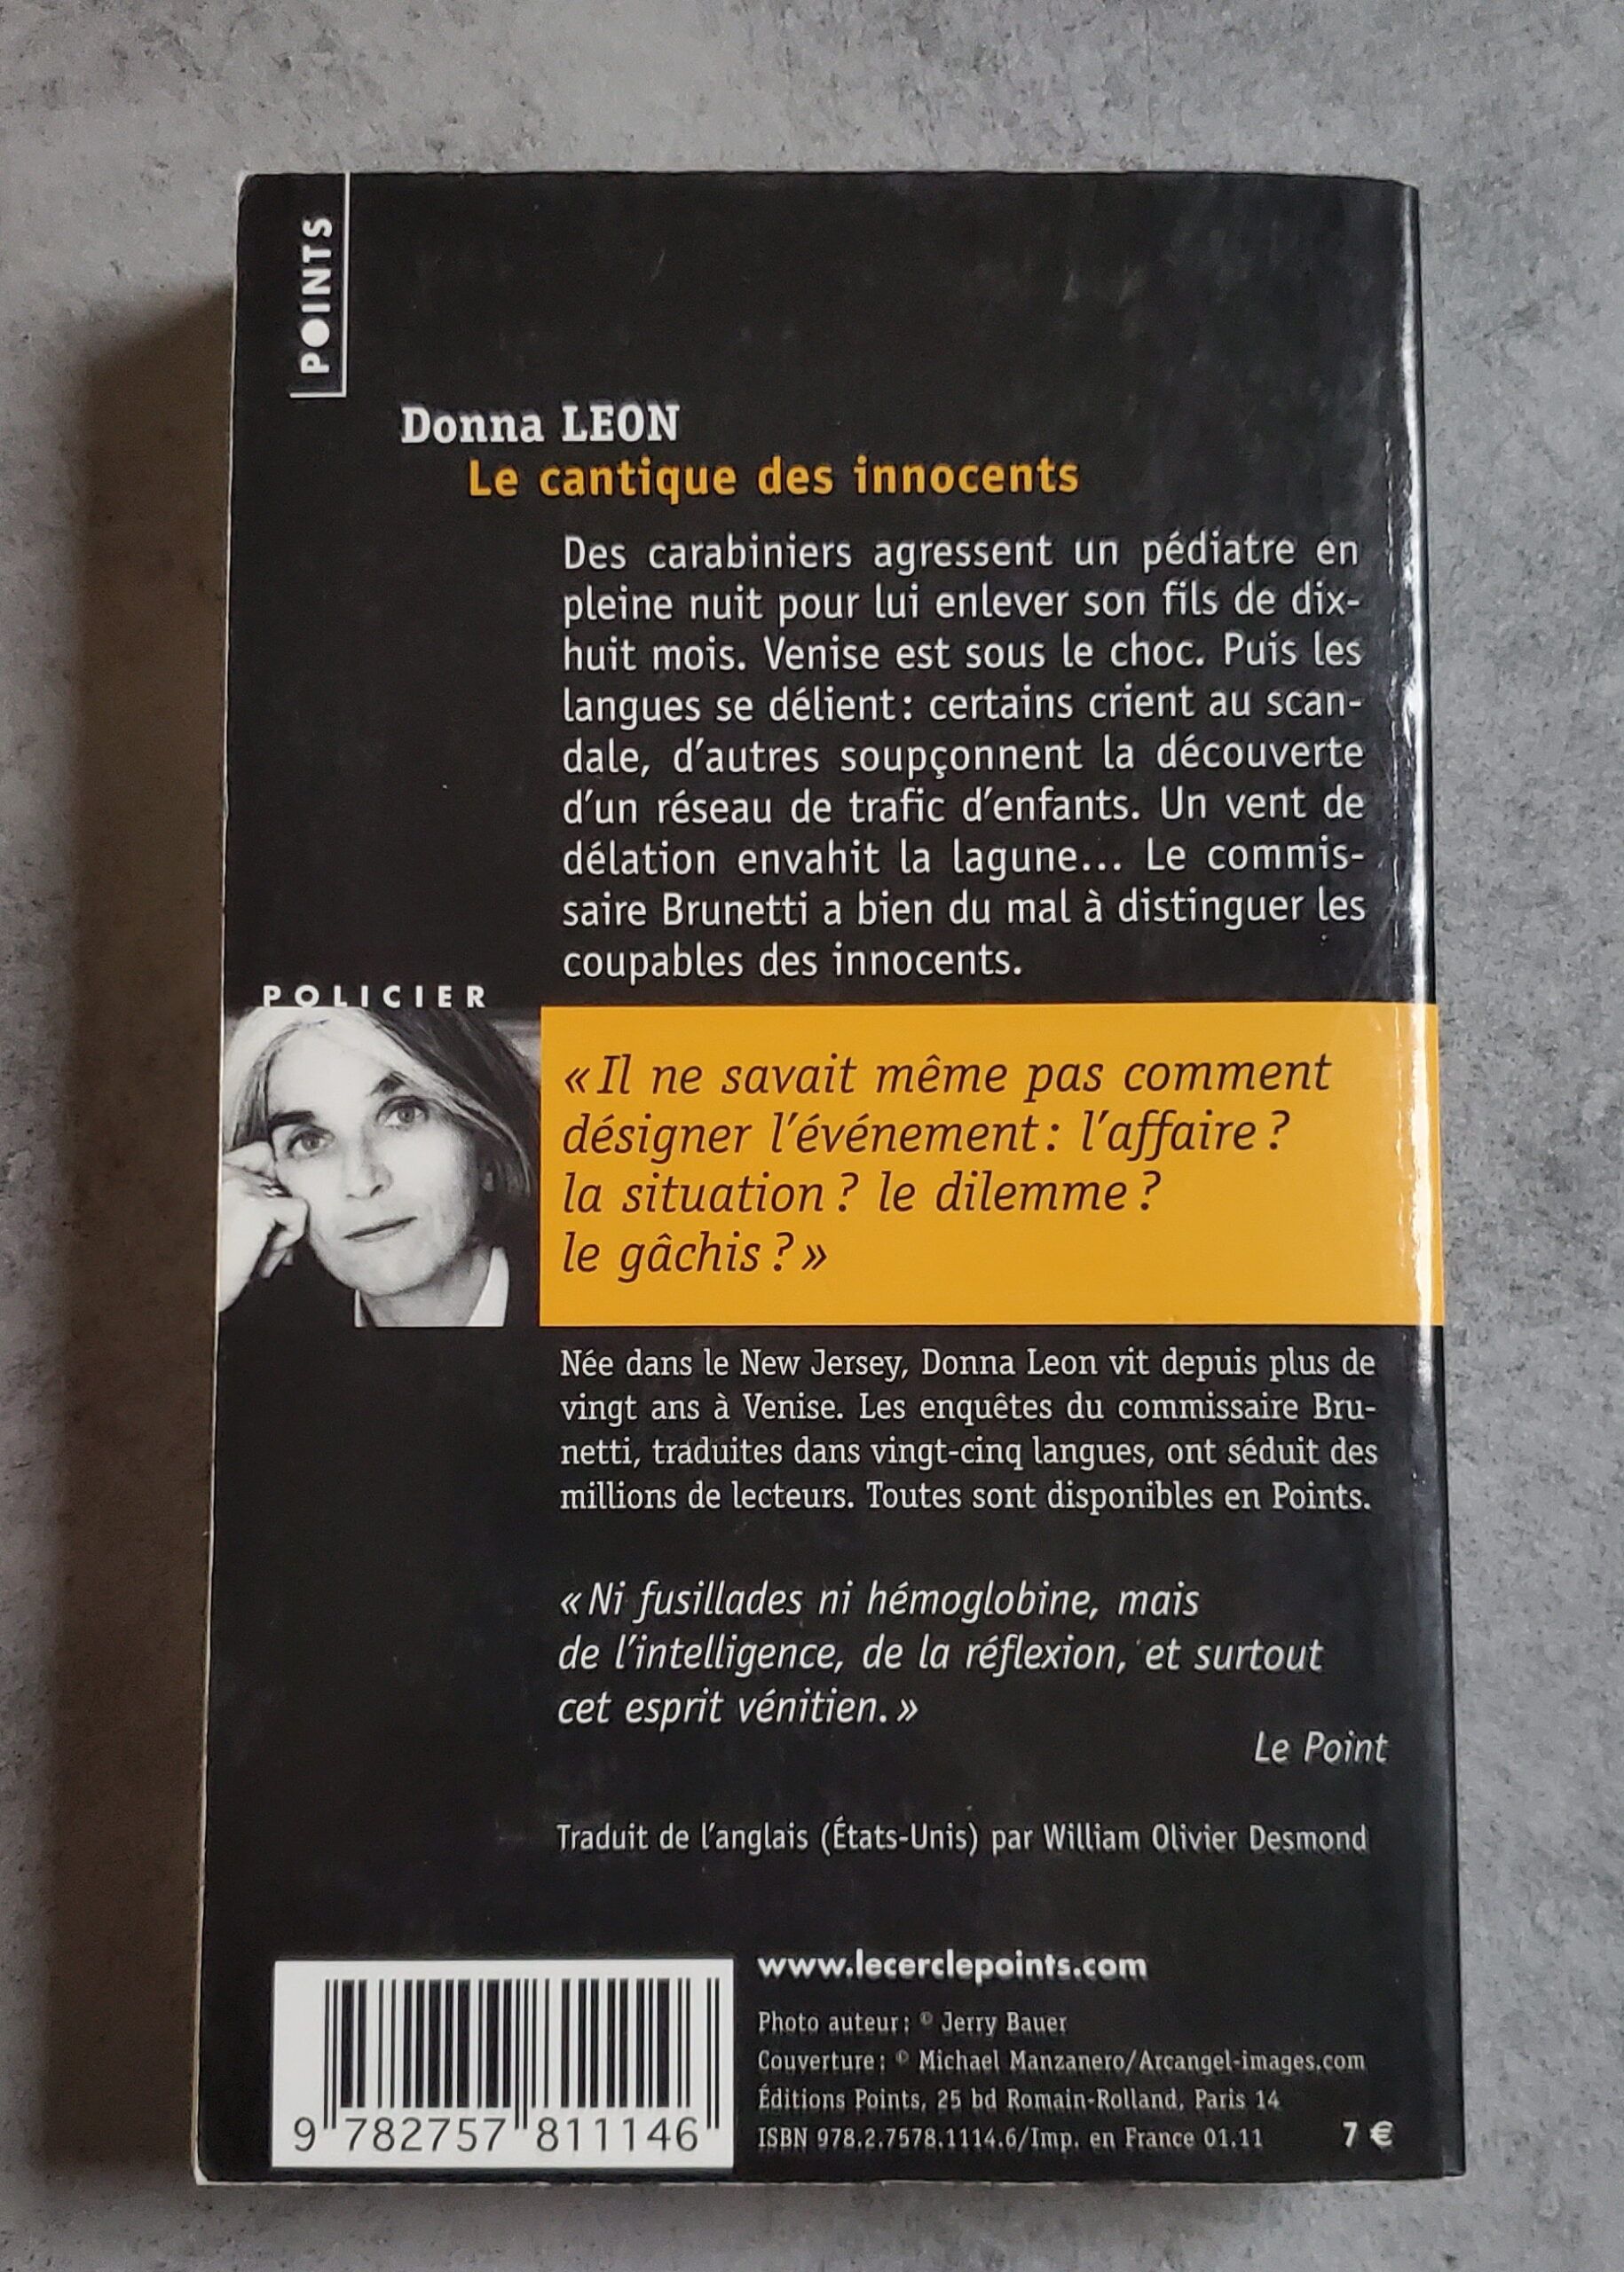 POINTS
Donna LEON
Le cantique des innocents
Des carabiniers agressent un pédiatre en
pleine nuit pour lui enlever son fils de dix-
huit mois. Venise est sous le choc. Puis les
langues se délient : certains crient au scan-
dale, d'autres soupçonnent la découverte
d'un réseau de trafic d'enfants. Un vent de
délation envahit la lagune... Le commis-
saire Brunetti a bien du mal à distinguer les
coupables des innocents.
POLICIER
« Il ne savait même pas comment
désigner l'événement : l'affaire ?
la situation ? le dilemme ?
le gâchis ? »
Née dans le New Jersey, Donna Leon vit depuis plus de
vingt ans à Venise. Les enquêtes du commissaire Bru-
netti, traduites dans vingt-cinq langues, ont séduit des
millions de lecteurs. Toutes sont disponibles en Points.
« Ni fusillades ni hémoglobine, mais
de l'intelligence, de la réflexion, et surtout
cet esprit vénitien. »
Le Point
Traduit de l'anglais (États-Unis) par William Olivier Desmond
www.lecerclepoints.com
Photo auteur : © Jerry Bauer
Couverture : © Michael Manzanero/Arcangel-images.com
Éditions Points, 25 bd Romain-Rolland, Paris 14
ISBN 978.2.7578.1114.6/Imp. en France 01.11
7 €
9 782757 811146